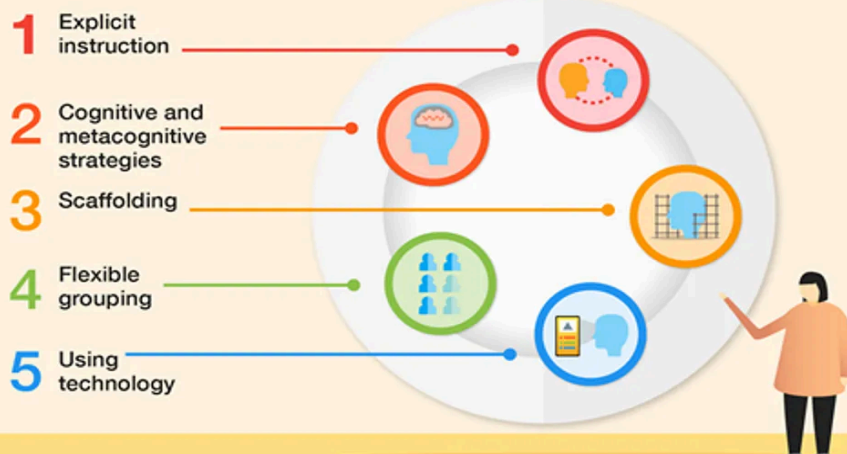 1 Explicit
instruction
2 Cognitive and
metacognitive
strategies
3 Scaffolding
4 Flexible
grouping
5 Using
technology